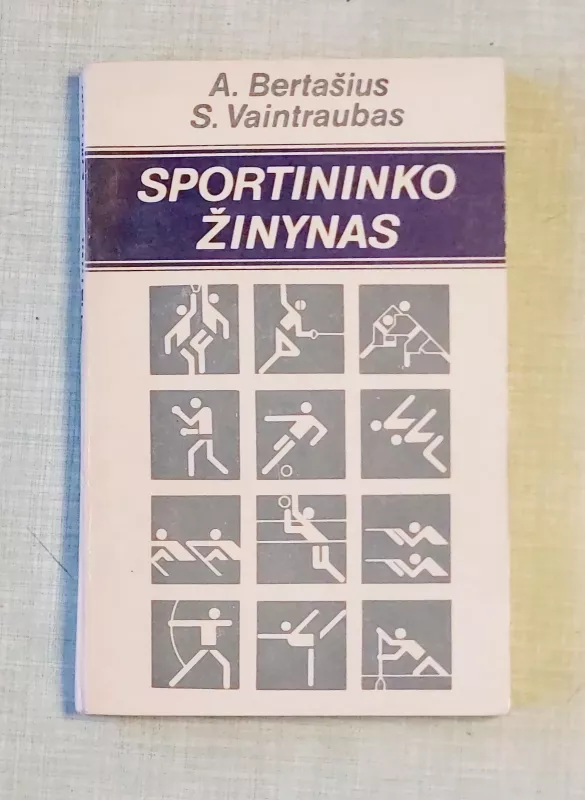 A. Bertašius
S. Vaintraubas
SPORTININKO
ŽINYNAS